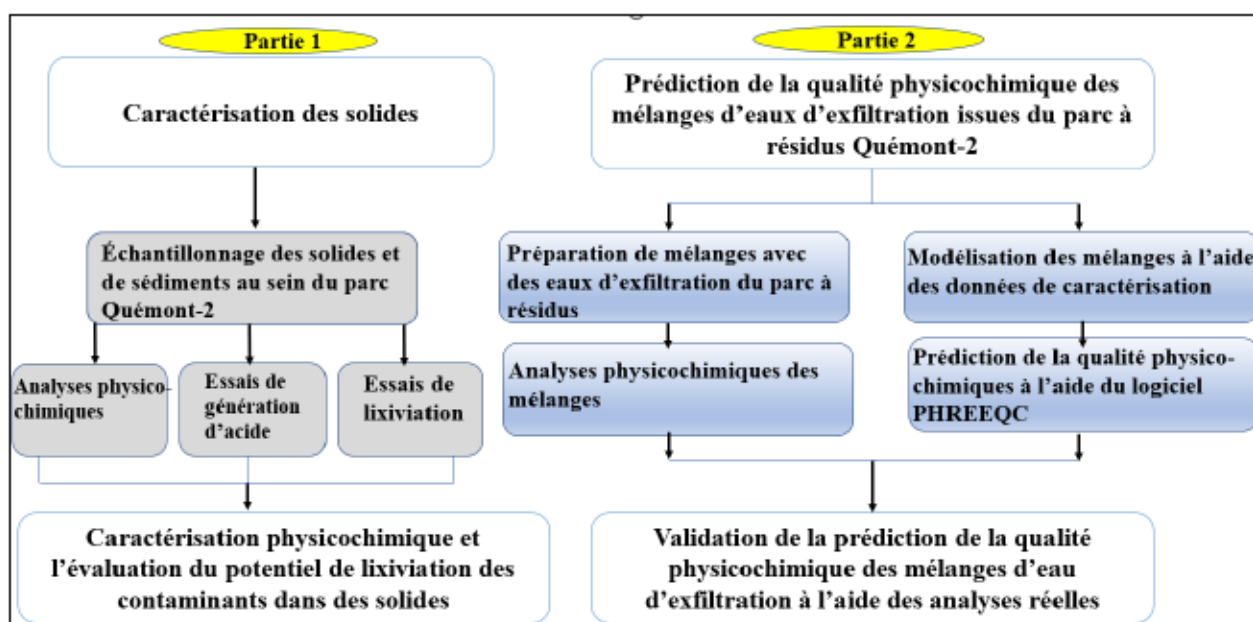 Partie 1
Caractérisation des solides
Échantillonnage des solides et
de sédiments au sein du parc
Quémont-2
Analyses physico-
chimiques
Essais de
génération
d'acide
Essais de
lixiviation
Caractérisation physicochimique et
l'évaluation du potentiel de lixiviation des
contaminants dans des solides
Partie 2
Prédiction de la qualité physicochimique des
mélanges d'eaux d'exfiltration issues du parc à
résidus Quémont-2
Préparation de mélanges avec
des eaux d'exfiltration du parc à
résidus
Analyses physicochimiques des
mélanges
Modélisation des mélanges à l'aide
des données de caractérisation
Prédiction de la qualité physico-
chimiques à l'aide du logiciel
PHREEQC
Validation de la prédiction de la qualité
physicochimique des mélanges d'eau
d'exfiltration à l'aide des analyses réelles